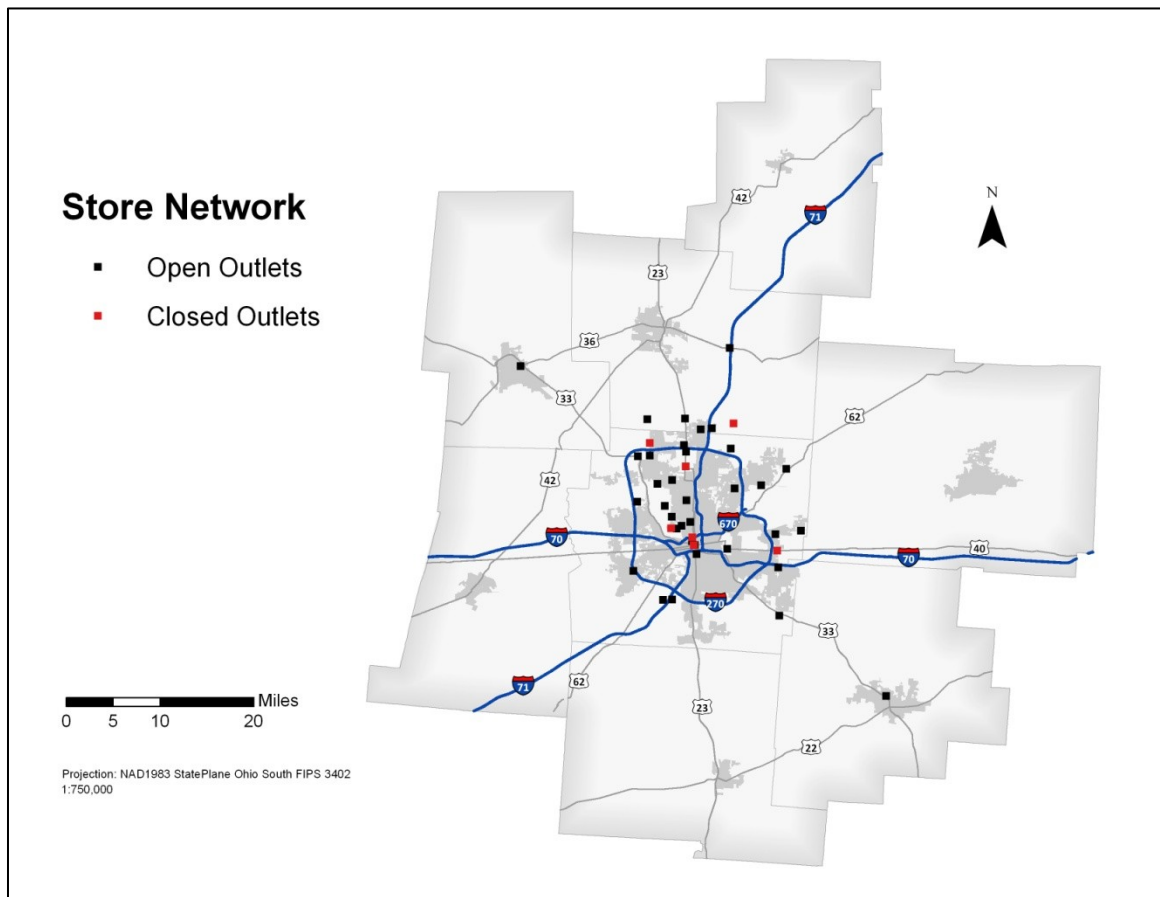 Store Network
Open Outlets
Closed Outlets
N
42
71
23
36
33
62
42
670
70
40
70
270
33
71
62
23
22
Miles
0 5 10 20
Projection: NAD1983 StatePlane Ohio South FIPS 3402
1:750,000